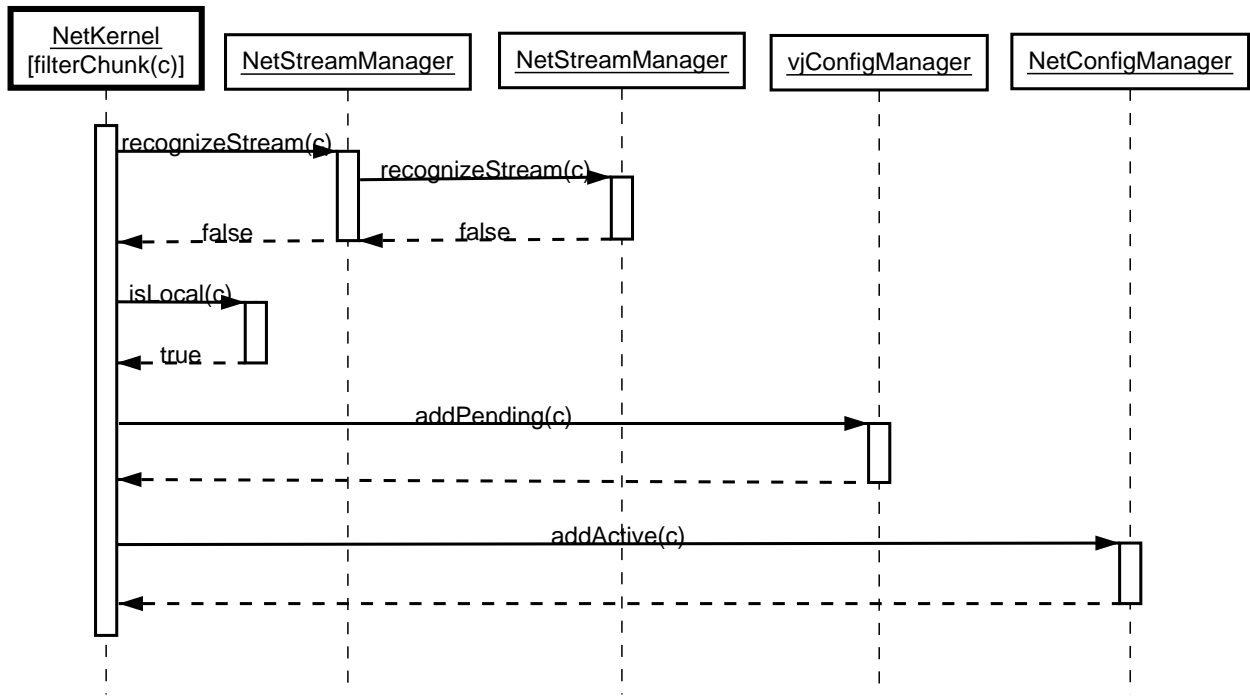 NetKernel
[filterChunk(c)]
NetStreamManager
NetStreamManager
vjConfigManager
NetConfigManager
recognizeStream(c)
recognizeStream(c)
false
false
isLocal(c)
true
addPending(c)
addActive(c)